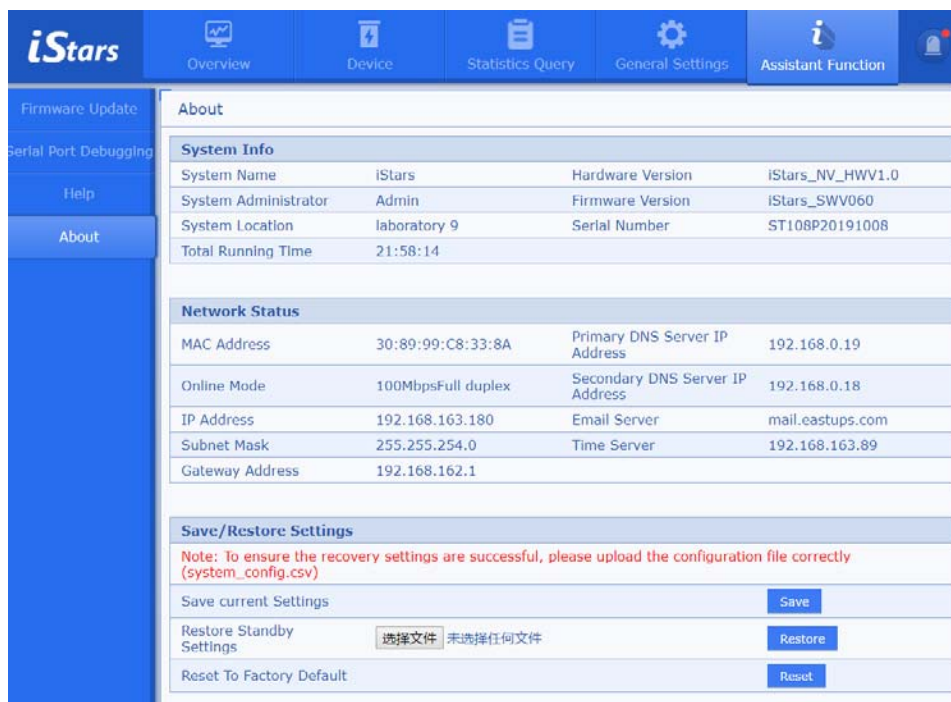 iStars
Overview
Device
Statistics Query
General Settings
Assistant Function
Firmware Update
Serial Port Debugging
Help
About
About
System Info
System Name iStars Hardware Version iStars_NV_HWV1.0
System Administrator Admin Firmware Version iStars_SWV060
System Location laboratory 9 Serial Number ST108P20191008
Total Running Time 21:58:14
Network Status
MAC Address 30:89:99:C8:33:8A Primary DNS Server IP
Address 192.168.0.19
Online Mode 100MbpsFull duplex Secondary DNS Server IP
Address 192.168.0.18
IP Address 192.168.163.180 Email Server mail.eastups.com
Subnet Mask 255.255.254.0 Time Server 192.168.163.89
Gateway Address 192.168.162.1
Save/Restore Settings
Note: To ensure the recovery settings are successful, please upload the configuration file correctly
(system_config.csv)
Save current Settings Save
Restore Standby
Settings 选择文件 未选择任何文件 Restore
Reset To Factory Default Reset